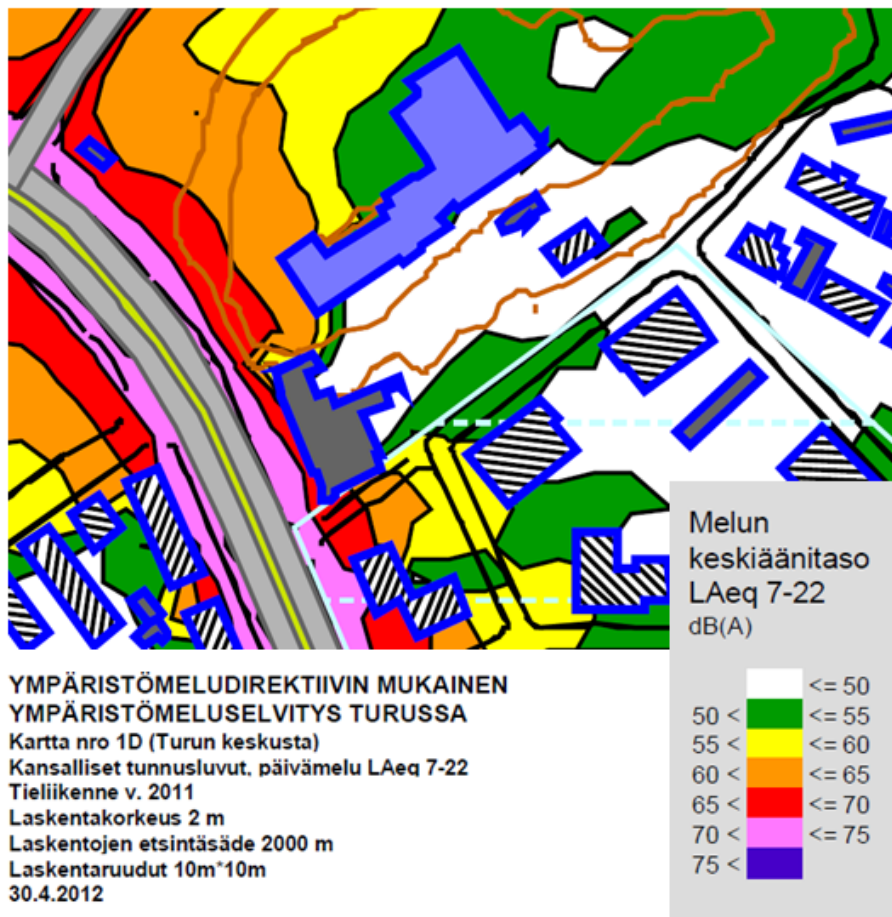 Melun
keskiäänitaso
LAeq 7-22
dB(A)
<= 50
50 < <= 55
55 < <= 60
60 < <= 65
65 < <= 70
70 < <= 75
75 <
YMPÄRISTÖMELUDIREKTIIVIN MUKAINEN
YMPÄRISTÖMELUSELVITYS TURUSSA
Kartta nro 1D (Turun keskusta)
Kansalliset tunnusluvut, päivämelu LAeq 7-22
Tieliikenne v. 2011
Laskentakorkeus 2 m
Laskentojen etsintäsäde 2000 m
Laskentaruudut 10m*10m
30.4.2012